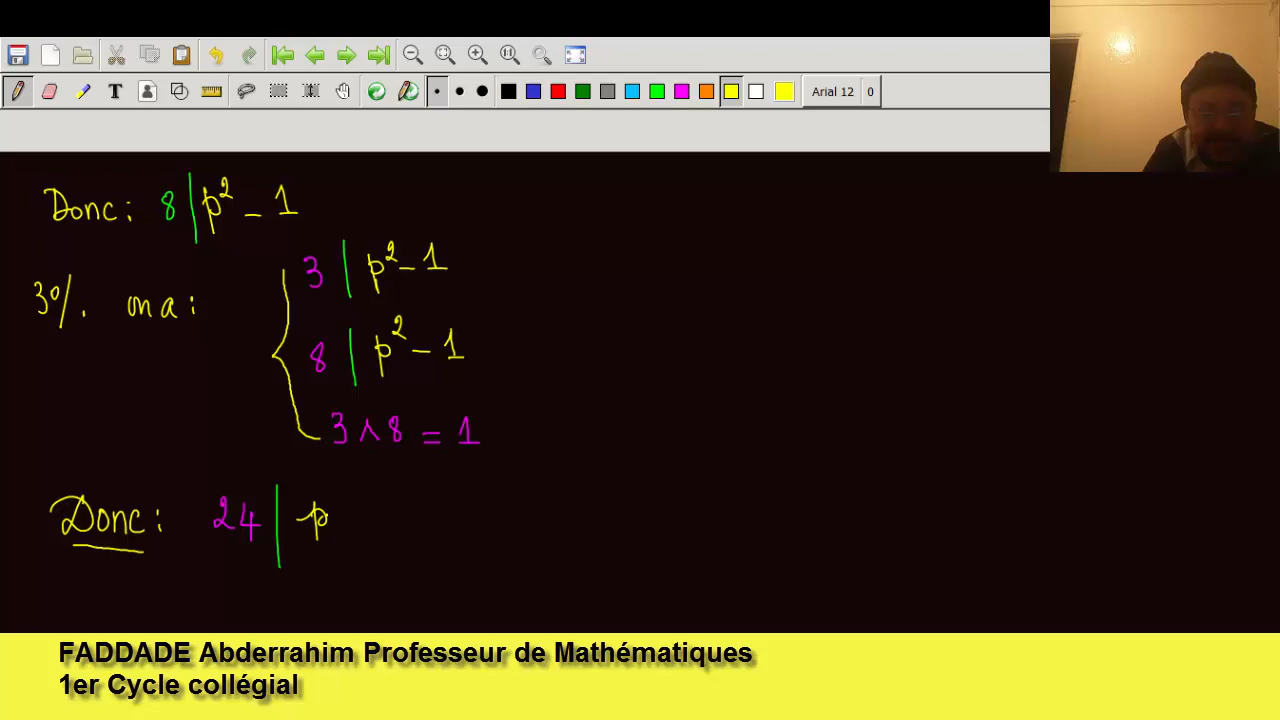 Arial 12 0
Donc: 8 | p² - 1
3 | p² - 1
3°/. on a:
8 | p² - 1
3 ∧ 8 = 1
Donc: 24 | p
FADDADE Abderrahim Professeur de Mathématiques
1er Cycle collégial